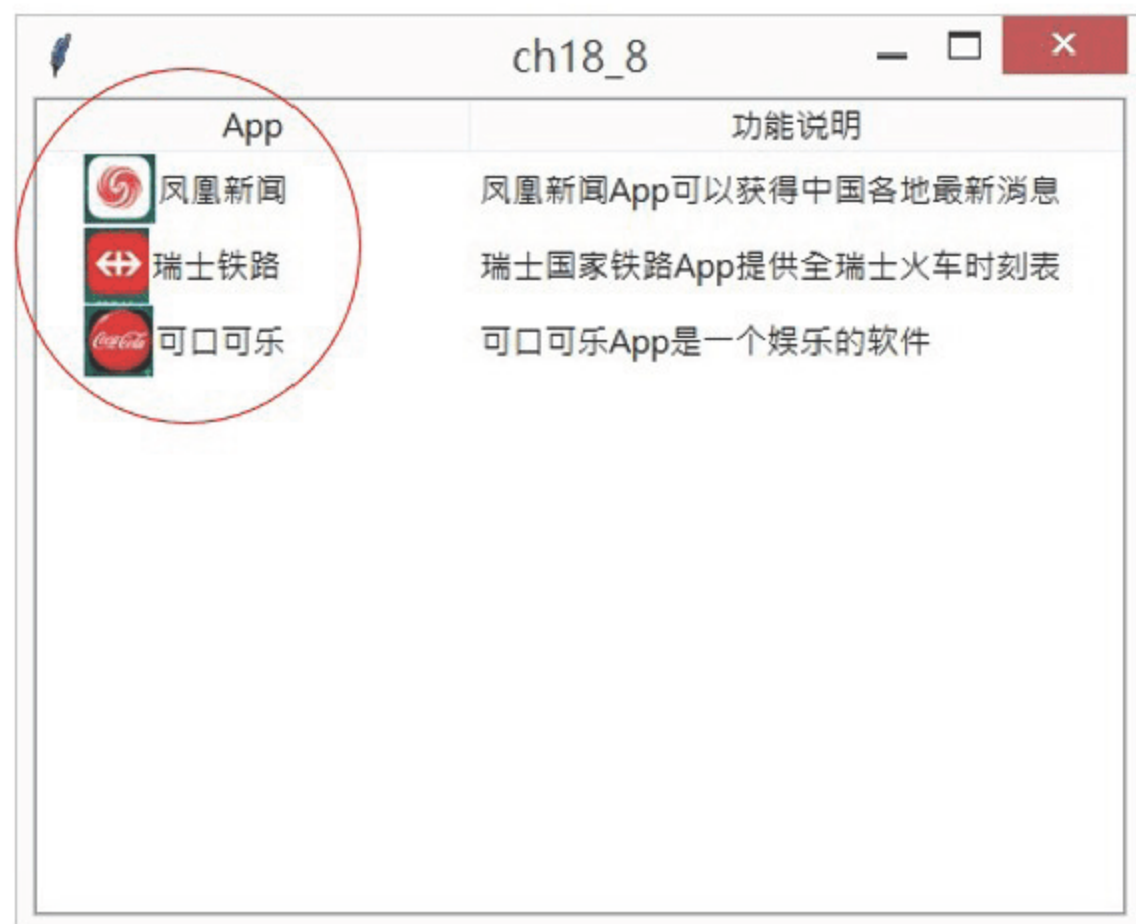 ch18_8
App 功能说明
凤凰新闻 凤凰新闻App可以获得中国各地最新消息
瑞士铁路 瑞士国家铁路App提供全瑞士火车时刻表
Coca-Cola 可口可乐 可口可乐App是一个娱乐的软件